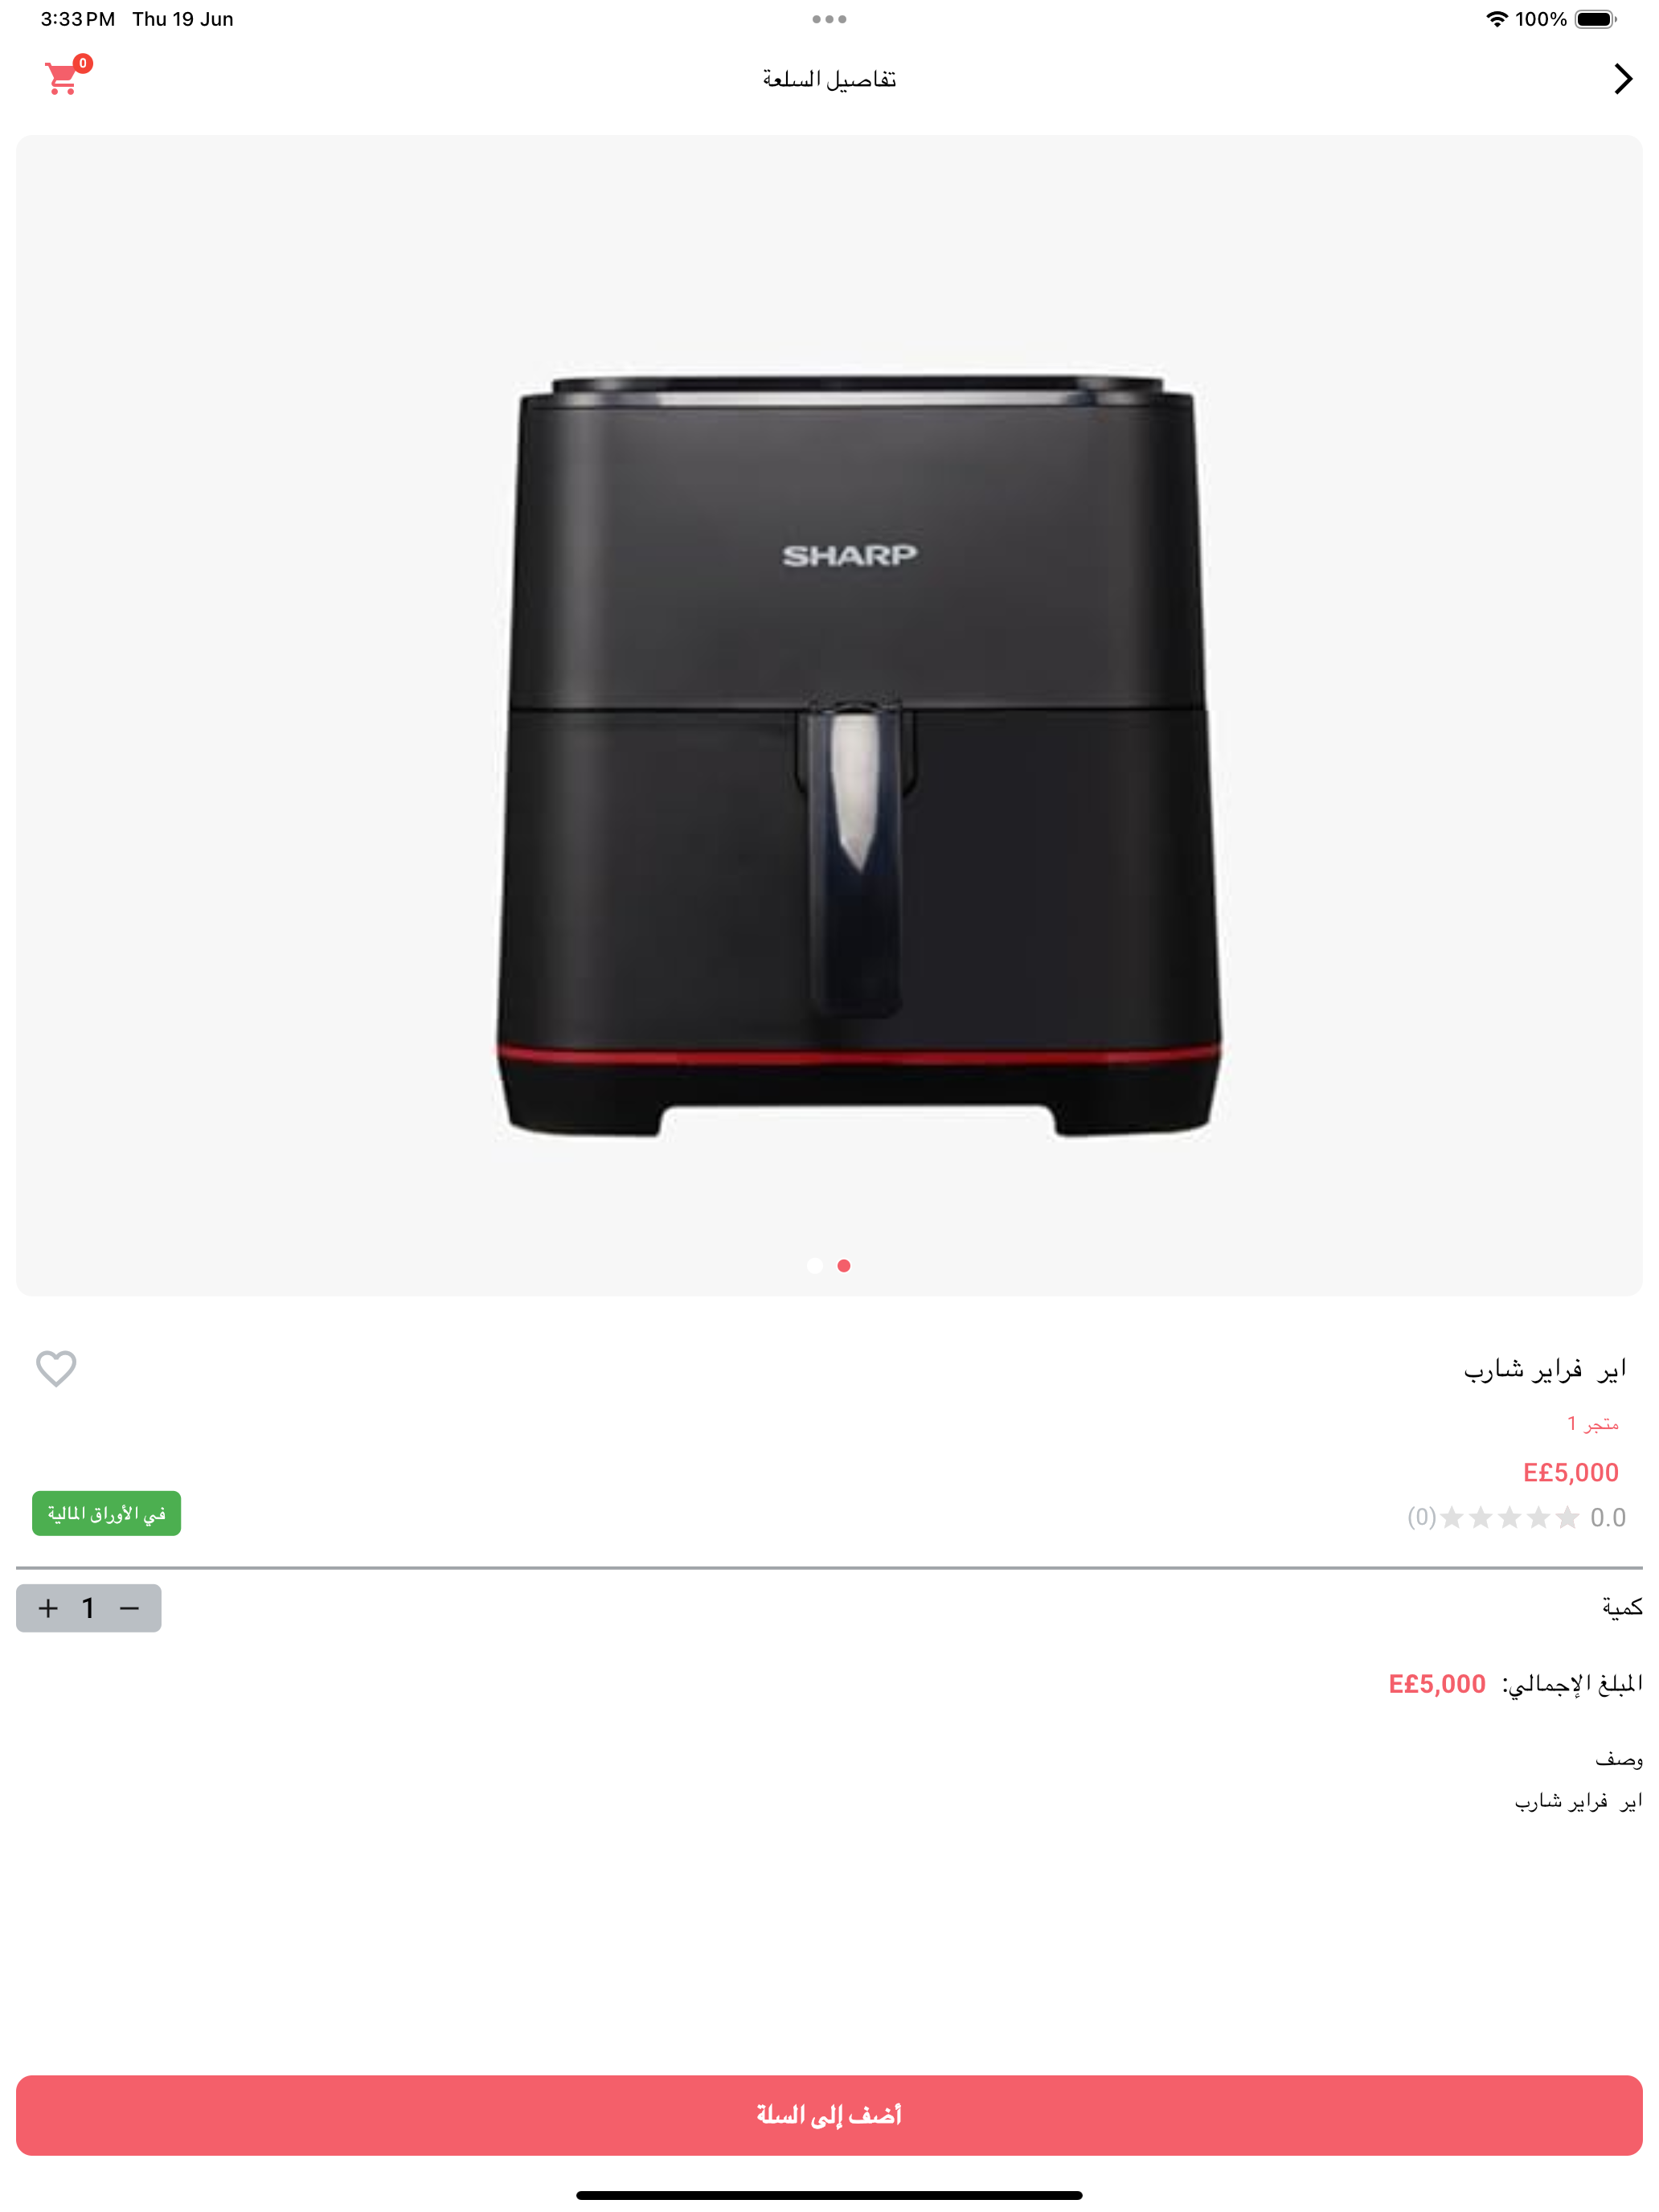 3:33 PM Thu 19 Jun
100%
0
تفاصيل السلعة
SHARP
اير فراير شارب
متجر 1
E£5,000
0.0 (0)
في الأوراق المالية
كمية
− 1 +
المبلغ الإجمالي: E£5,000
وصف
اير فراير شارب
أضف إلى السلة